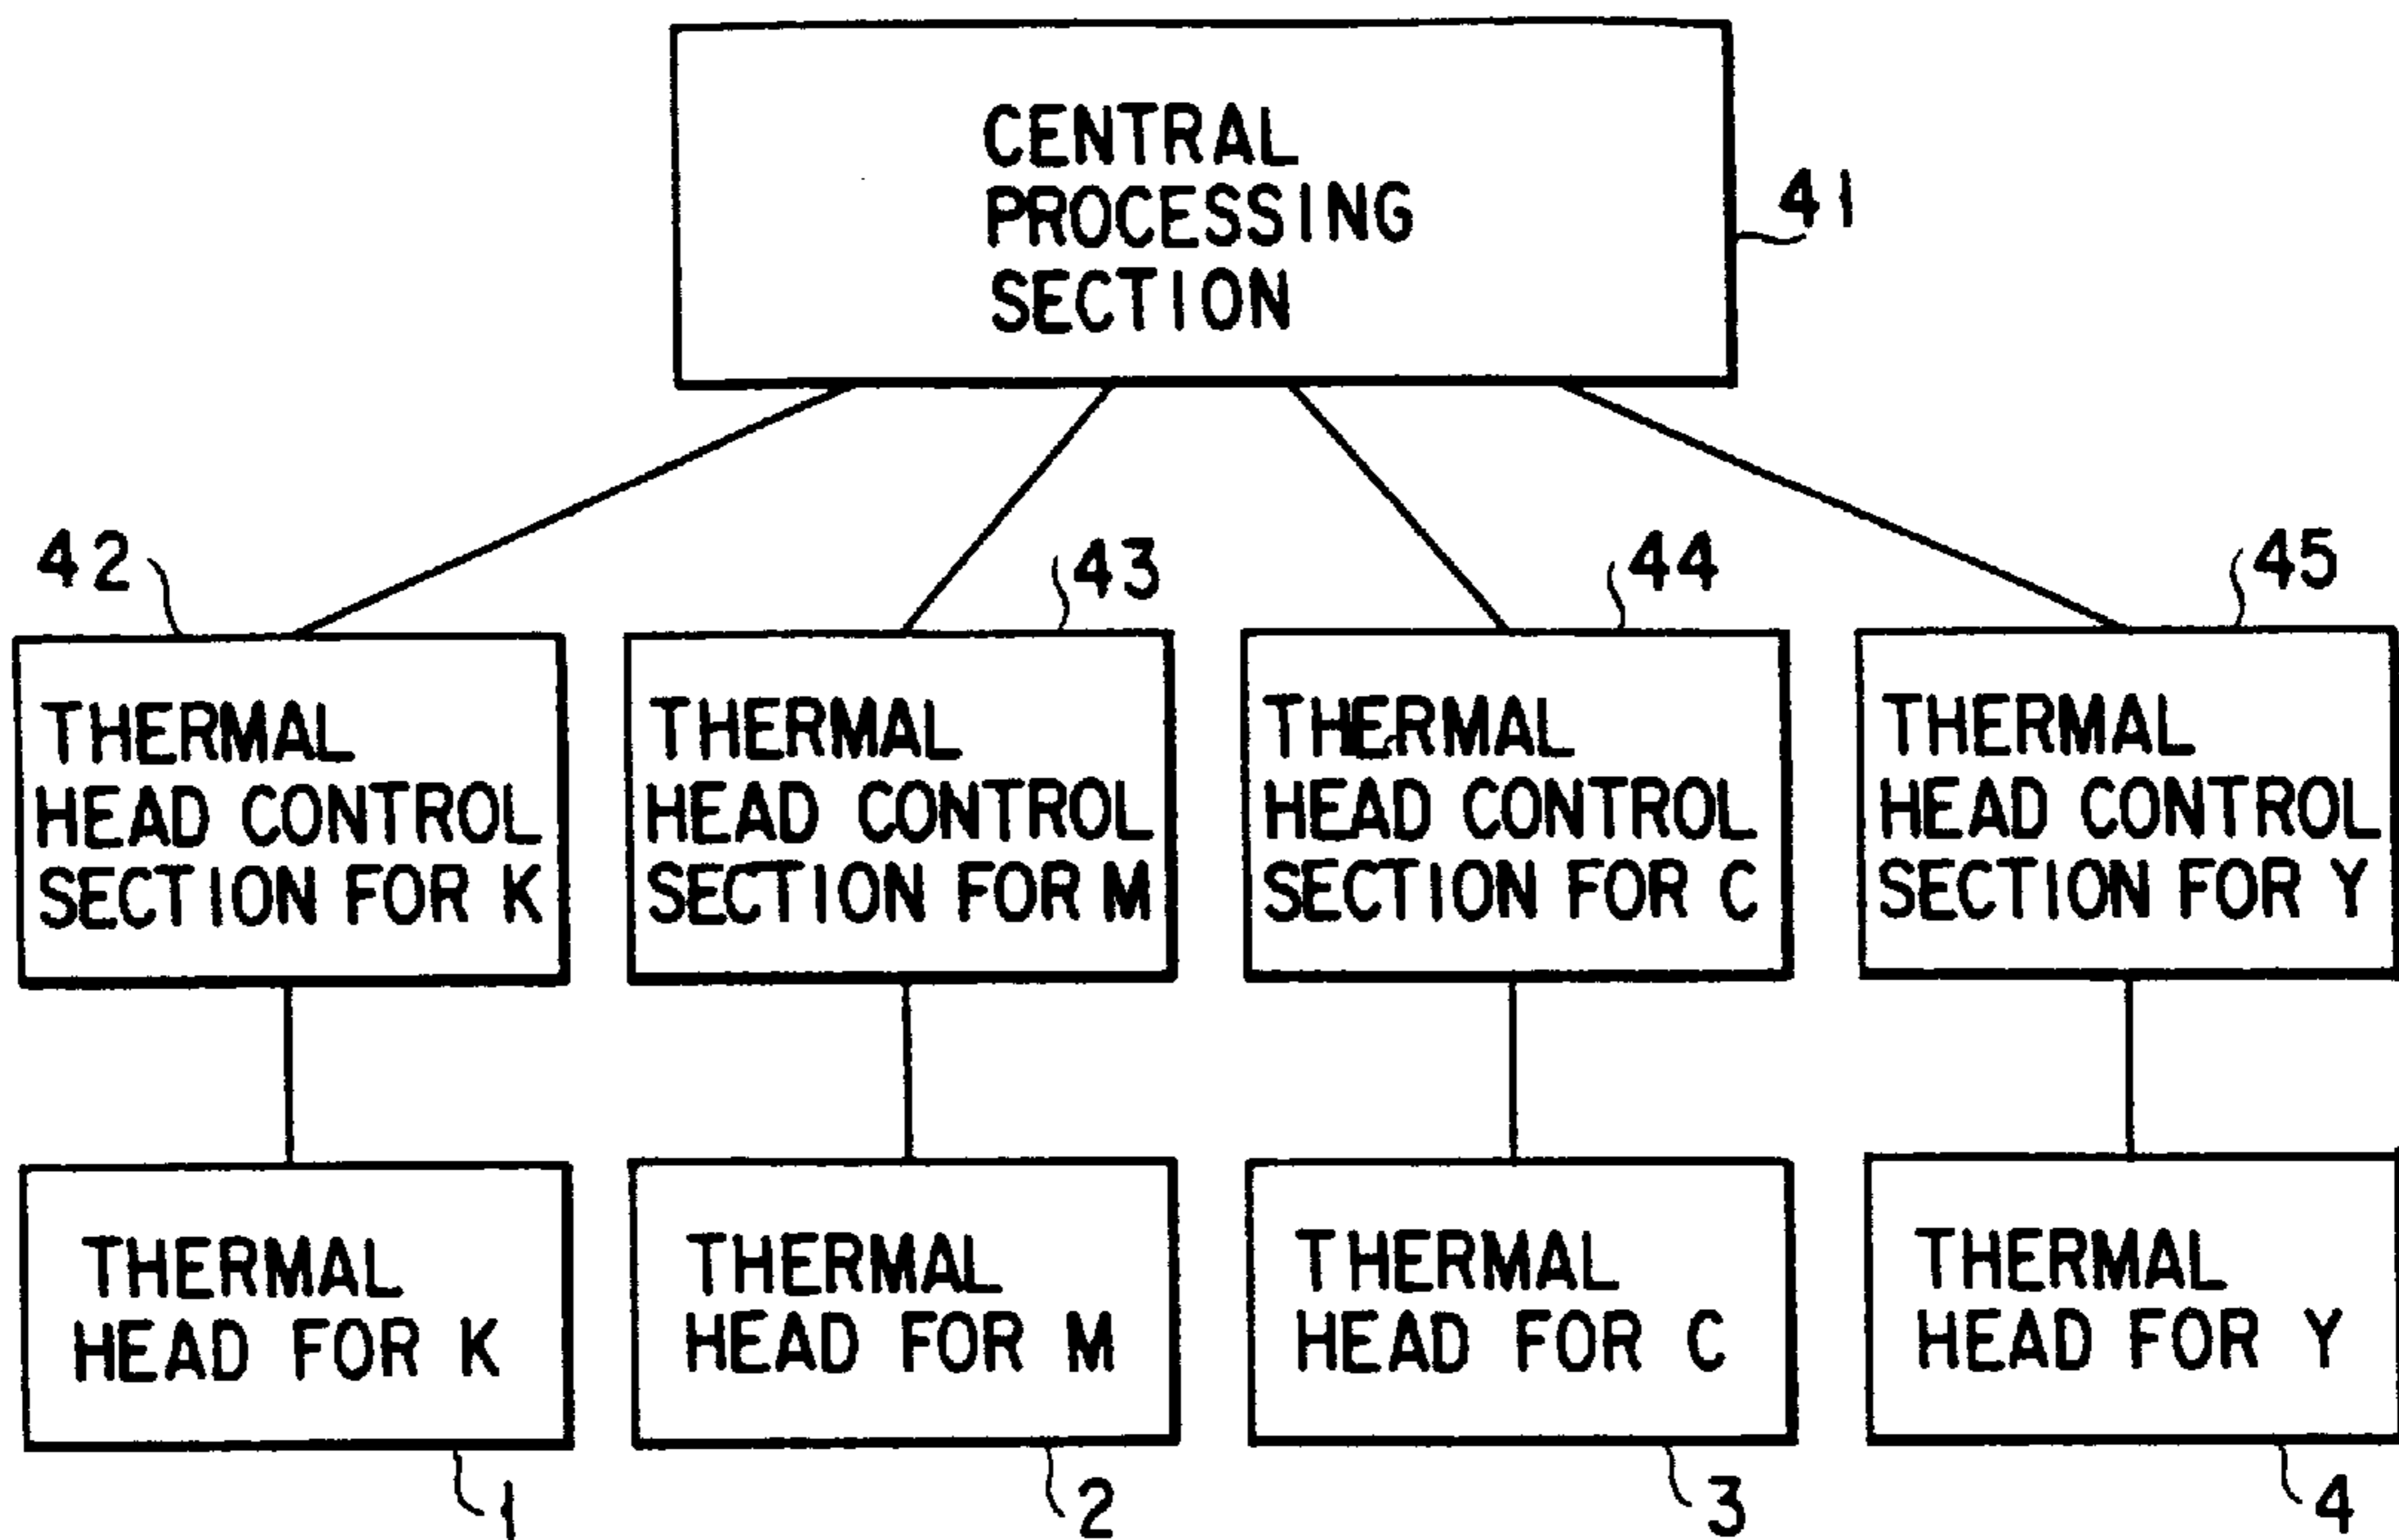 CENTRAL
PROCESSING
SECTION
41
42
43
44
45
THERMAL
HEAD CONTROL
SECTION FOR K
THERMAL
HEAD CONTROL
SECTION FOR M
THERMAL
HEAD CONTROL
SECTION FOR C
THERMAL
HEAD CONTROL
SECTION FOR Y
THERMAL
HEAD FOR K
THERMAL
HEAD FOR M
THERMAL
HEAD FOR C
THERMAL
HEAD FOR Y
1
2
3
4